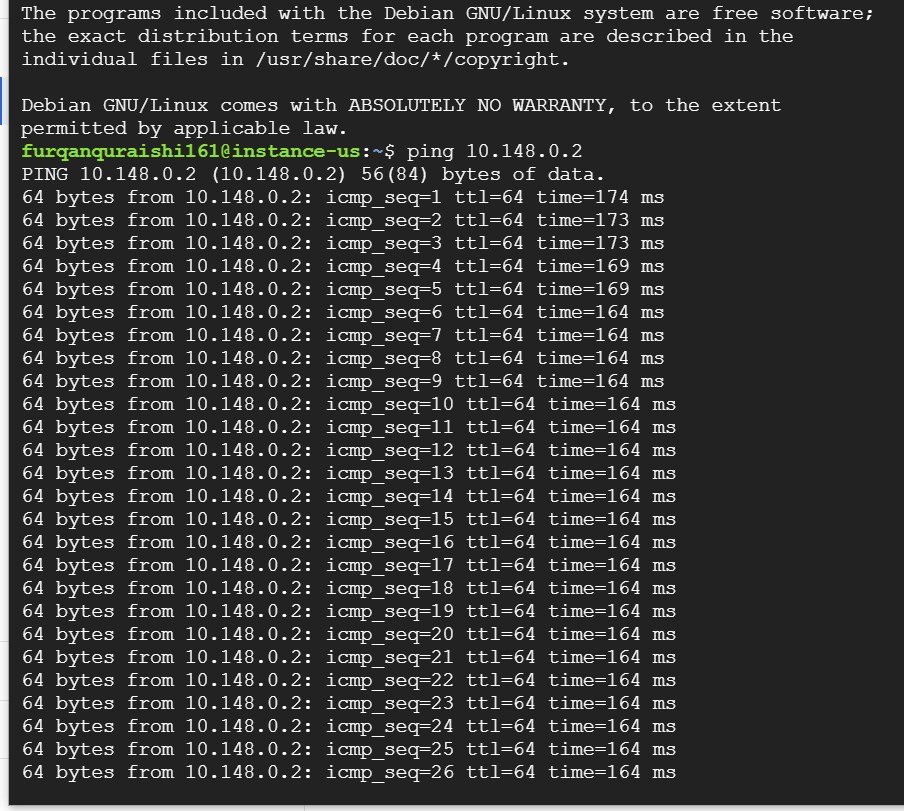 The programs included with the Debian GNU/Linux system are free software;
the exact distribution terms for each program are described in the
individual files in /usr/share/doc/*/copyright.

Debian GNU/Linux comes with ABSOLUTELY NO WARRANTY, to the extent
permitted by applicable law.
furqanquraishi161@instance-us:~$ ping 10.148.0.2
PING 10.148.0.2 (10.148.0.2) 56(84) bytes of data.
64 bytes from 10.148.0.2: icmp_seq=1 ttl=64 time=174 ms
64 bytes from 10.148.0.2: icmp_seq=2 ttl=64 time=173 ms
64 bytes from 10.148.0.2: icmp_seq=3 ttl=64 time=173 ms
64 bytes from 10.148.0.2: icmp_seq=4 ttl=64 time=169 ms
64 bytes from 10.148.0.2: icmp_seq=5 ttl=64 time=169 ms
64 bytes from 10.148.0.2: icmp_seq=6 ttl=64 time=164 ms
64 bytes from 10.148.0.2: icmp_seq=7 ttl=64 time=164 ms
64 bytes from 10.148.0.2: icmp_seq=8 ttl=64 time=164 ms
64 bytes from 10.148.0.2: icmp_seq=9 ttl=64 time=164 ms
64 bytes from 10.148.0.2: icmp_seq=10 ttl=64 time=164 ms
64 bytes from 10.148.0.2: icmp_seq=11 ttl=64 time=164 ms
64 bytes from 10.148.0.2: icmp_seq=12 ttl=64 time=164 ms
64 bytes from 10.148.0.2: icmp_seq=13 ttl=64 time=164 ms
64 bytes from 10.148.0.2: icmp_seq=14 ttl=64 time=164 ms
64 bytes from 10.148.0.2: icmp_seq=15 ttl=64 time=164 ms
64 bytes from 10.148.0.2: icmp_seq=16 ttl=64 time=164 ms
64 bytes from 10.148.0.2: icmp_seq=17 ttl=64 time=164 ms
64 bytes from 10.148.0.2: icmp_seq=18 ttl=64 time=164 ms
64 bytes from 10.148.0.2: icmp_seq=19 ttl=64 time=164 ms
64 bytes from 10.148.0.2: icmp_seq=20 ttl=64 time=164 ms
64 bytes from 10.148.0.2: icmp_seq=21 ttl=64 time=164 ms
64 bytes from 10.148.0.2: icmp_seq=22 ttl=64 time=164 ms
64 bytes from 10.148.0.2: icmp_seq=23 ttl=64 time=164 ms
64 bytes from 10.148.0.2: icmp_seq=24 ttl=64 time=164 ms
64 bytes from 10.148.0.2: icmp_seq=25 ttl=64 time=164 ms
64 bytes from 10.148.0.2: icmp_seq=26 ttl=64 time=164 ms